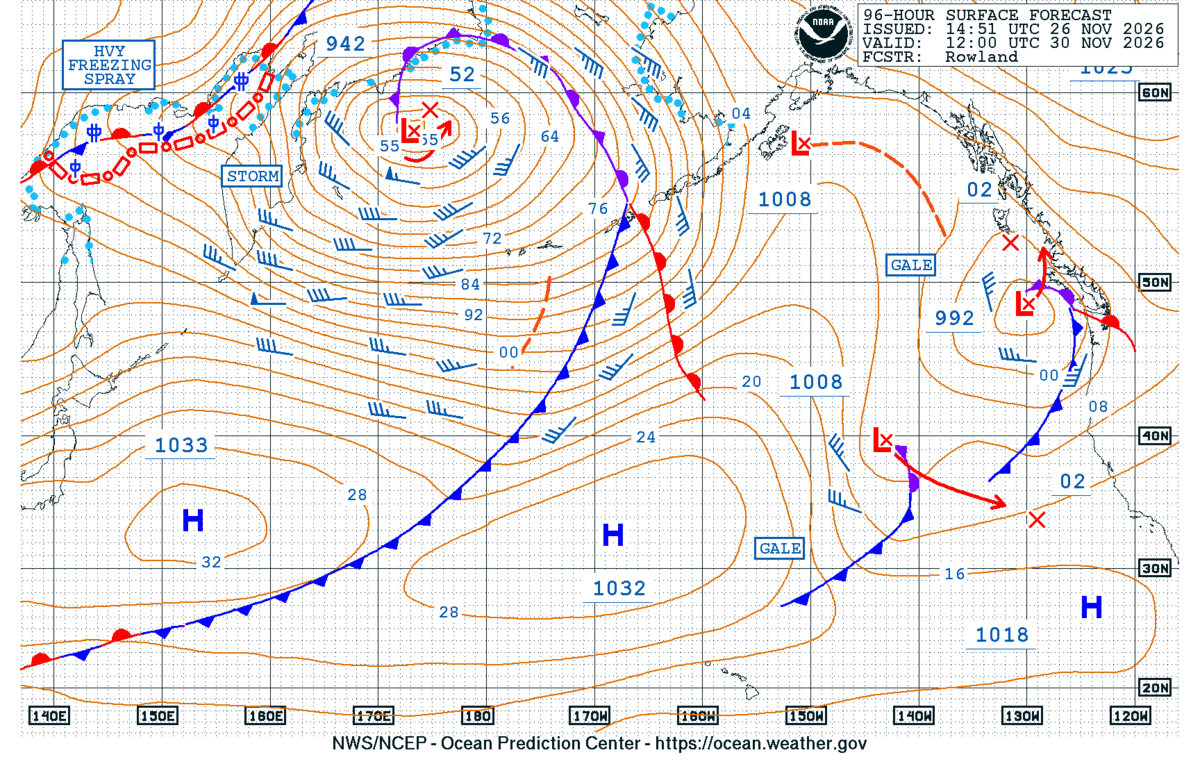 96-HOUR SURFACE FORECAST
ISSUED: 14:51 UTC 26 NOV 2026
VALID: 12:00 UTC 30 NOV 2026
FCSTR: Rowland
NOAA
HVY
FREEZING
SPRAY
942
52
1023
60N
56
64
04
L
55
55
L
STORM
1008
02
76
72
GALE
50N
84
L
992
92
00
00
20
1008
08
40N
24
L
1033
02
28
H
H
GALE
32
30N
16
1032
28
H
1018
20N
140E
150E
160E
170E
180
170W
160W
150W
140W
130W
120W
NWS/NCEP - Ocean Prediction Center - https://ocean.weather.gov